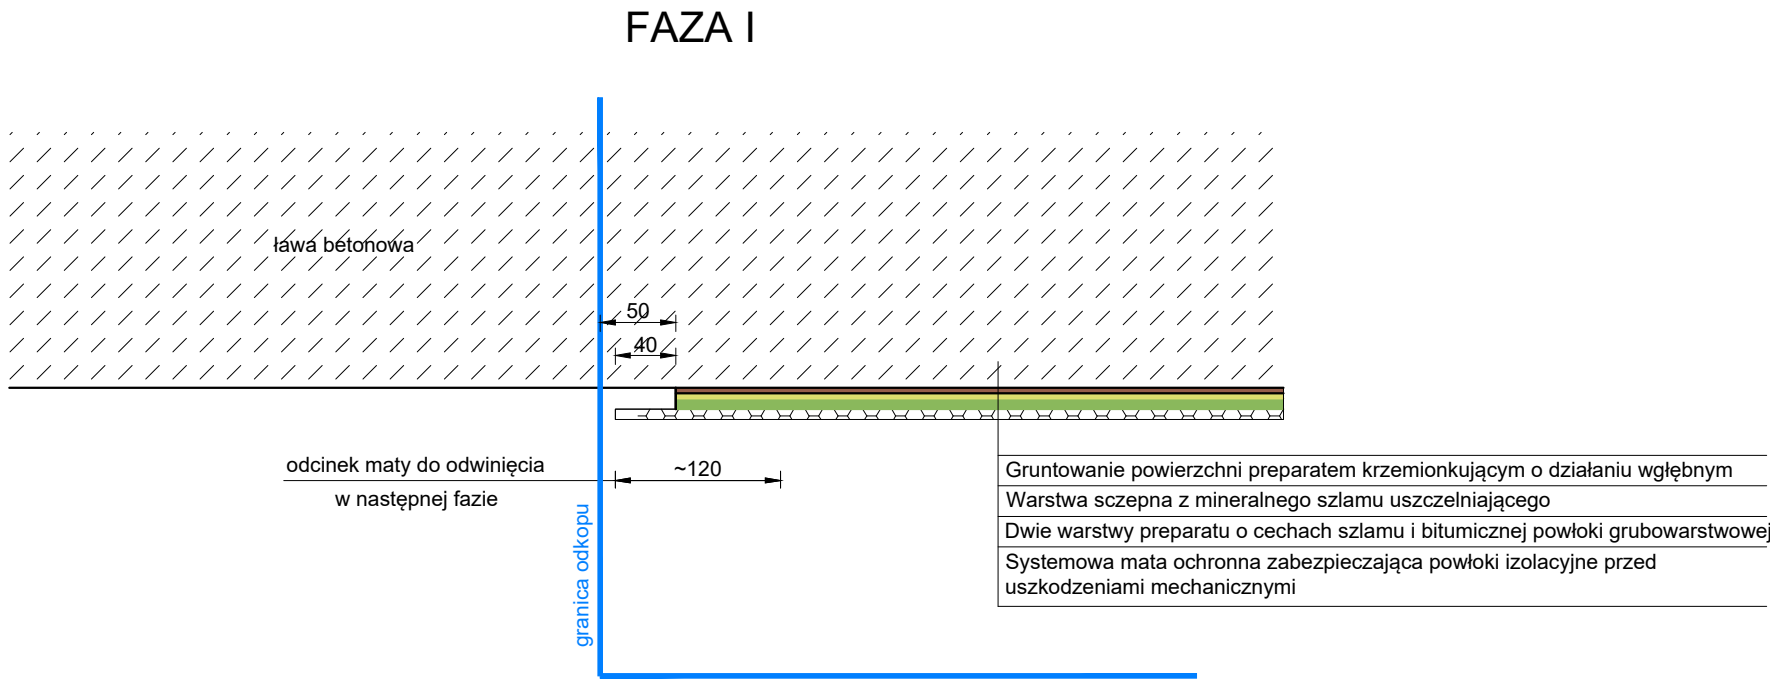 FAZA I
ława betonowa
50
40
odcinek maty do odwinięcia
w następnej fazie
~120
granica odkopu
Gruntowanie powierzchni preparatem krzemionkującym o działaniu wgłębnym
Warstwa sczepna z mineralnego szlamu uszczelniającego
Dwie warstwy preparatu o cechach szlamu i bitumicznej powłoki grubowarstwowej
Systemowa mata ochronna zabezpieczająca powłoki izolacyjne przed
uszkodzeniami mechanicznymi